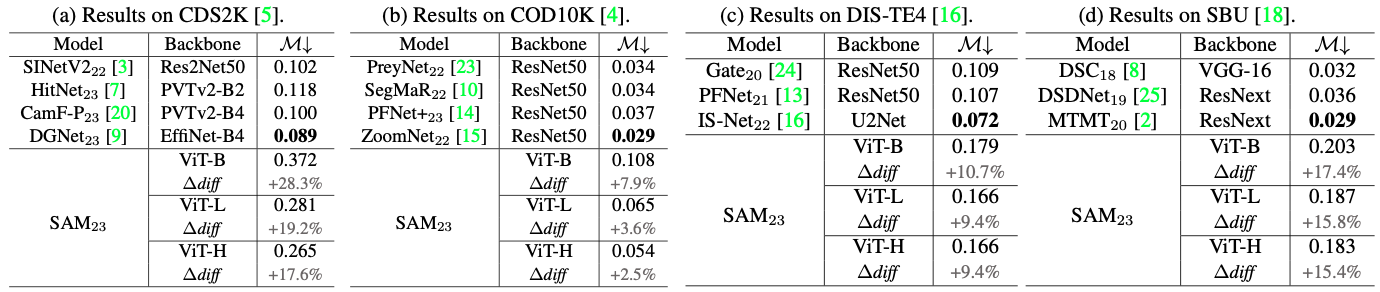 (a) Results on CDS2K [5].
Model Backbone M↓
SINetV2₂₂ [3] Res2Net50 0.102
HitNet₂₃ [7] PVTv2-B2 0.118
CamF-P₂₃ [20] PVTv2-B4 0.100
DGNet₂₃ [9] EffiNet-B4 0.089
SAM₂₃
ViT-B 0.372
Δdiff +28.3%
ViT-L 0.281
Δdiff +19.2%
ViT-H 0.265
Δdiff +17.6%
(b) Results on COD10K [4].
Model Backbone M↓
PreyNet₂₂ [23] ResNet50 0.034
SegMaR₂₂ [10] ResNet50 0.034
PFNet+₂₃ [14] ResNet50 0.037
ZoomNet₂₂ [15] ResNet50 0.029
SAM₂₃
ViT-B 0.108
Δdiff +7.9%
ViT-L 0.065
Δdiff +3.6%
ViT-H 0.054
Δdiff +2.5%
(c) Results on DIS-TE4 [16].
Model Backbone M↓
Gate₂₀ [24] ResNet50 0.109
PFNet₂₁ [13] ResNet50 0.107
IS-Net₂₂ [16] U2Net 0.072
SAM₂₃
ViT-B 0.179
Δdiff +10.7%
ViT-L 0.166
Δdiff +9.4%
ViT-H 0.166
Δdiff +9.4%
(d) Results on SBU [18].
Model Backbone M↓
DSC₁₈ [8] VGG-16 0.032
DSDNet₁₉ [25] ResNext 0.036
MTMT₂₀ [2] ResNext 0.029
SAM₂₃
ViT-B 0.203
Δdiff +17.4%
ViT-L 0.187
Δdiff +15.8%
ViT-H 0.183
Δdiff +15.4%